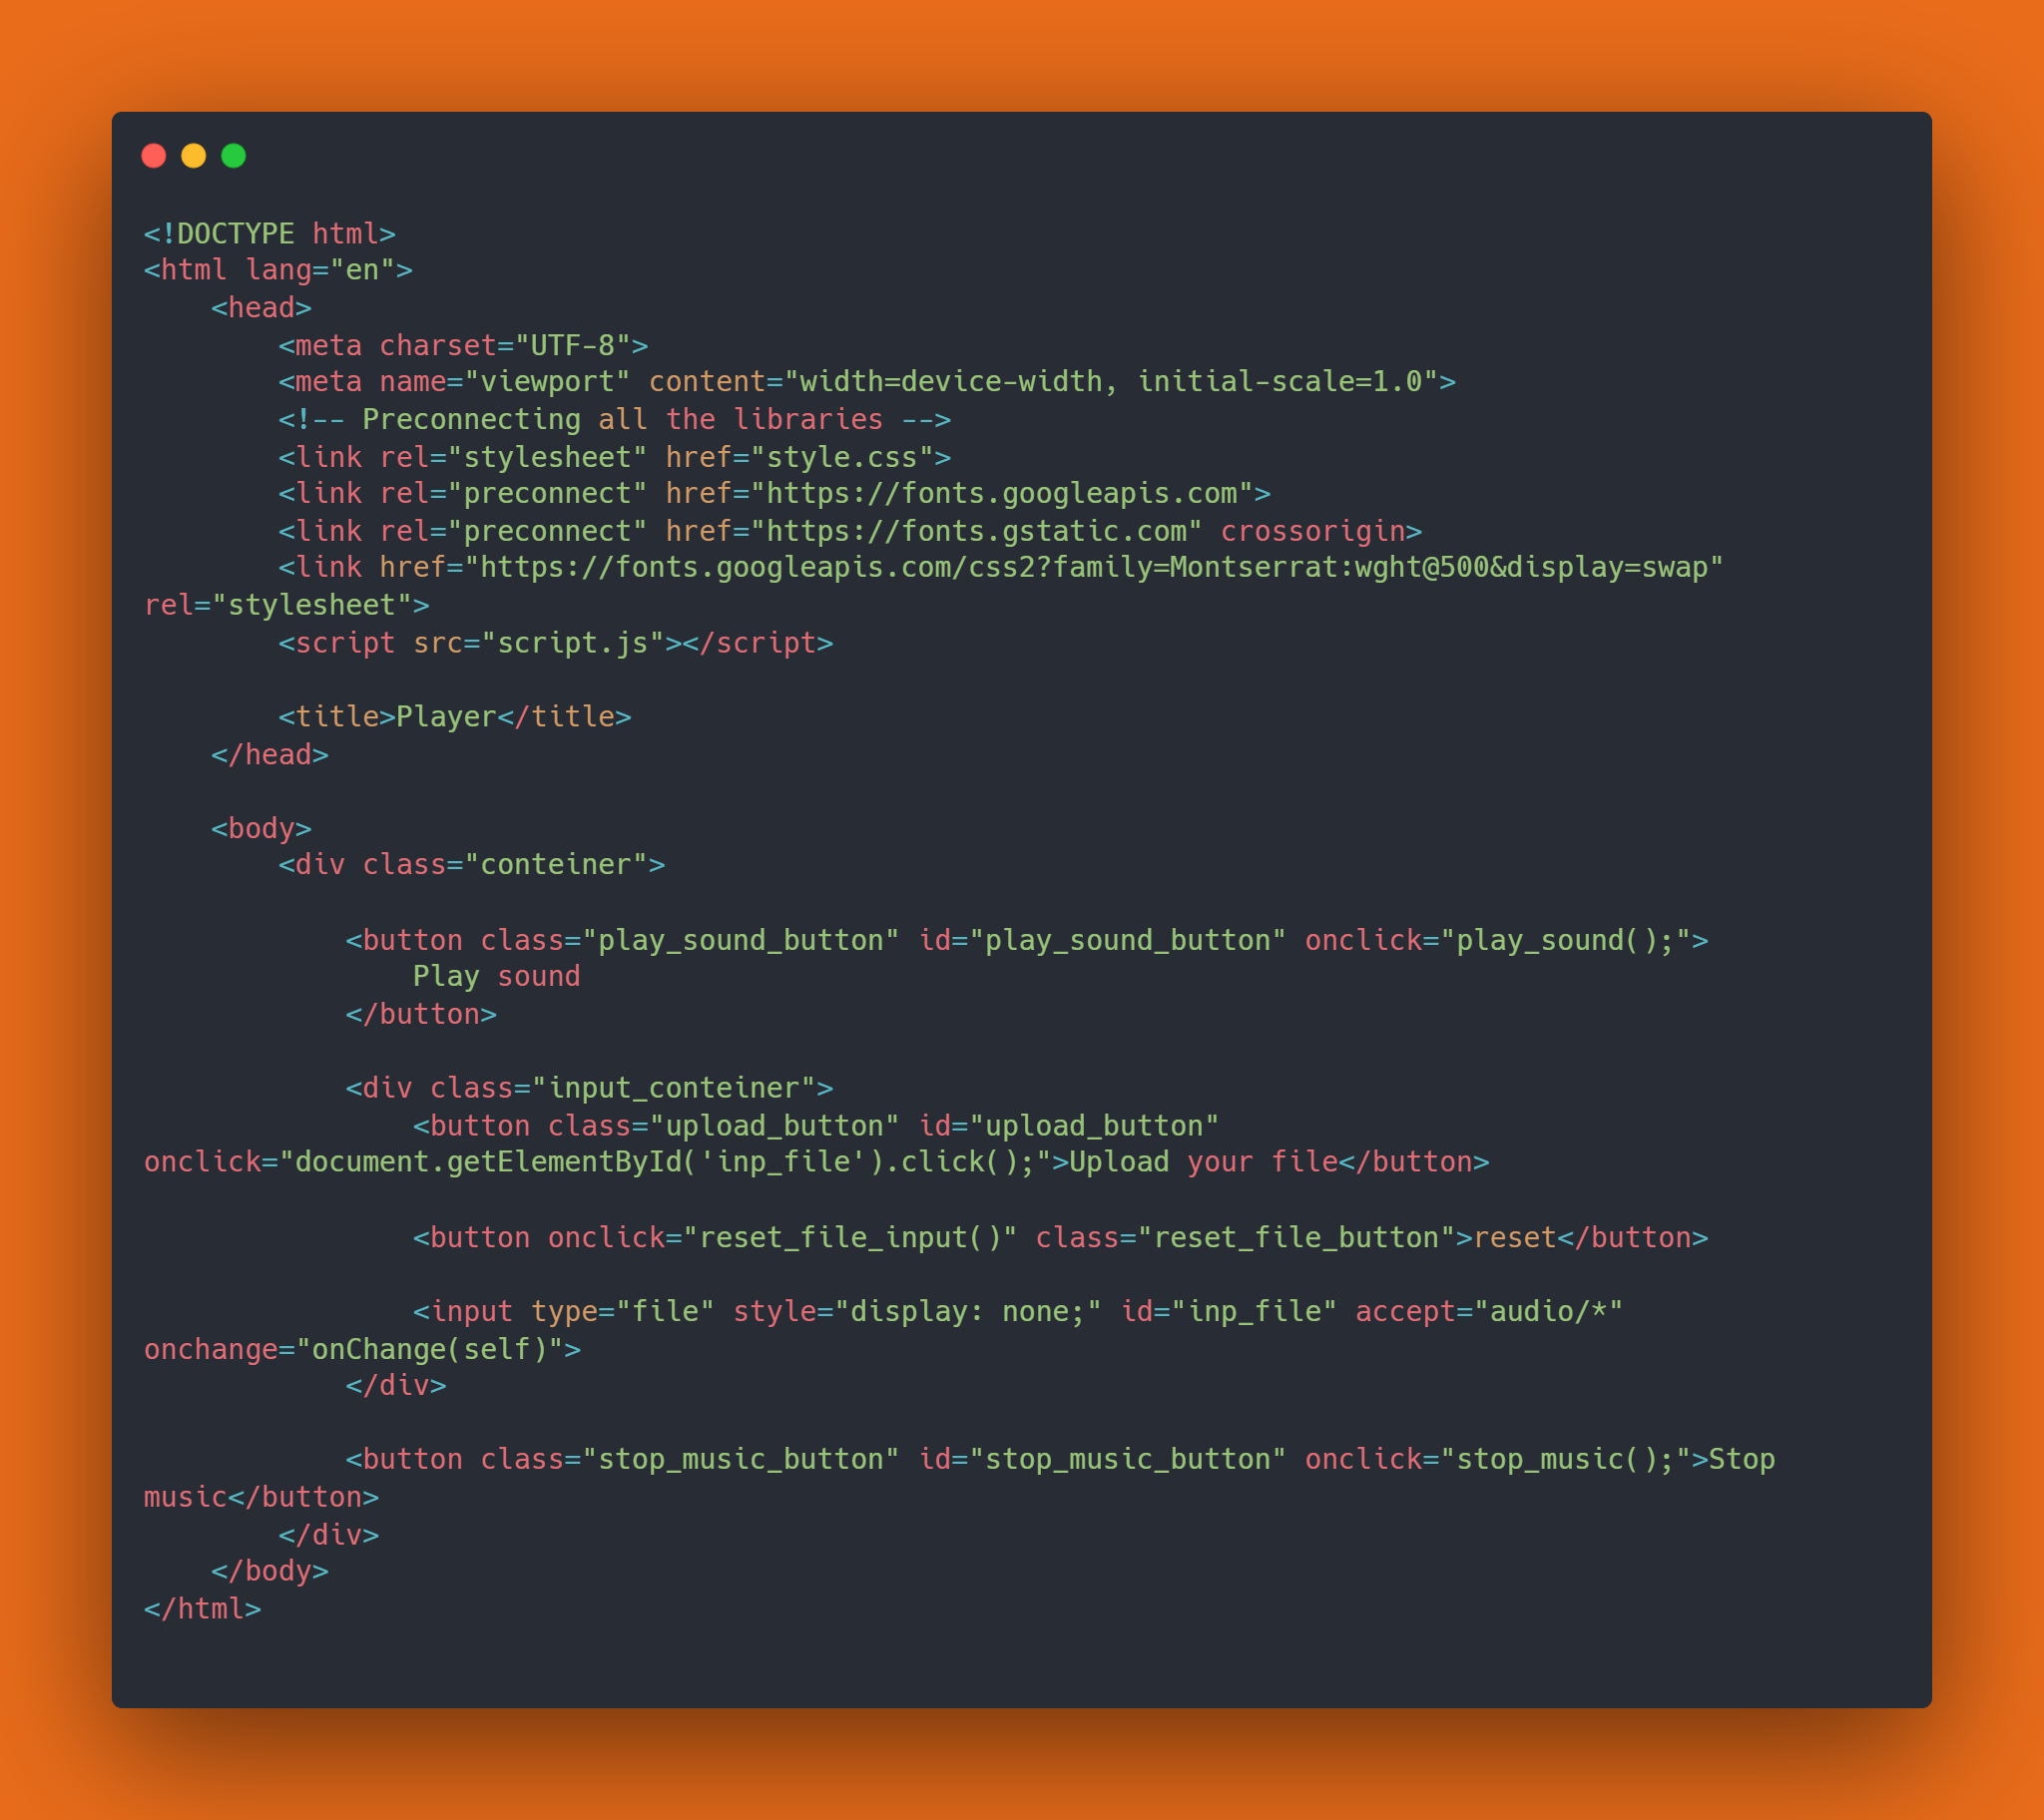 <!DOCTYPE html>
<html lang="en">
    <head>
        <meta charset="UTF-8">
        <meta name="viewport" content="width=device-width, initial-scale=1.0">
        <!-- Preconnecting all the libraries -->
        <link rel="stylesheet" href="style.css">
        <link rel="preconnect" href="https://fonts.googleapis.com">
        <link rel="preconnect" href="https://fonts.gstatic.com" crossorigin>
        <link href="https://fonts.googleapis.com/css2?family=Montserrat:wght@500&display=swap"
rel="stylesheet">
        <script src="script.js"></script>

        <title>Player</title>
    </head>

    <body>
        <div class="conteiner">

            <button class="play_sound_button" id="play_sound_button" onclick="play_sound();">
                Play sound
            </button>

            <div class="input_conteiner">
                <button class="upload_button" id="upload_button"
onclick="document.getElementById('inp_file').click();">Upload your file</button>

                <button onclick="reset_file_input()" class="reset_file_button">reset</button>

                <input type="file" style="display: none;" id="inp_file" accept="audio/*"
onchange="onChange(self)">
            </div>

            <button class="stop_music_button" id="stop_music_button" onclick="stop_music();">Stop
music</button>
        </div>
    </body>
</html>